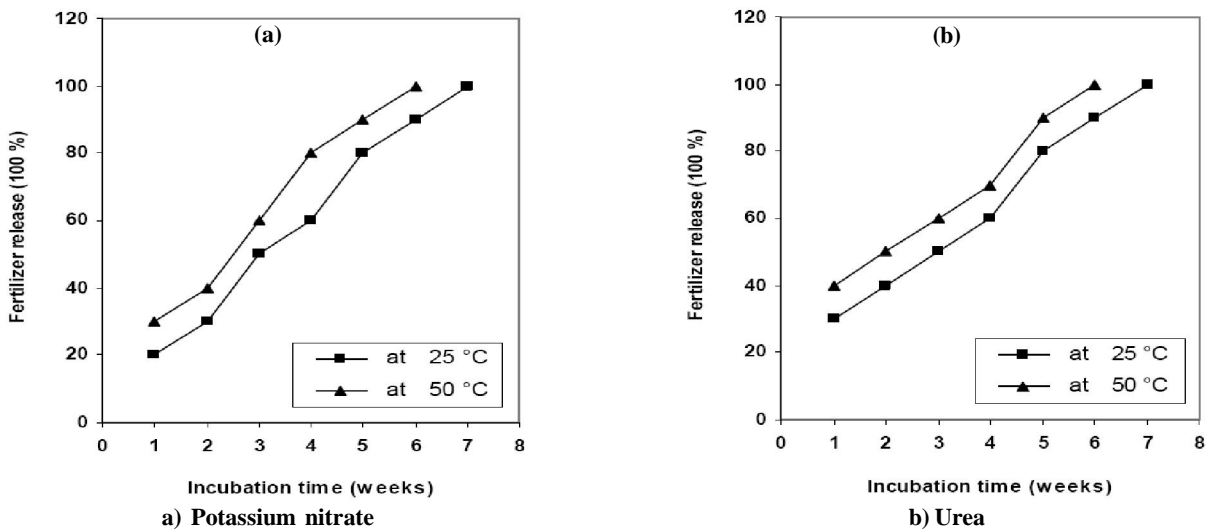 120
(a)
100
80
60
40
20
0
Fertilizer release (100 %)
at 25 °C
at 50 °C
0 1 2 3 4 5 6 7 8
Incubation time (weeks)
a) Potassium nitrate
120
(b)
100
80
60
40
20
0
Fertilizer release (100 %)
at 25 °C
at 50 °C
0 1 2 3 4 5 6 7 8
Incubation time (weeks)
b) Urea